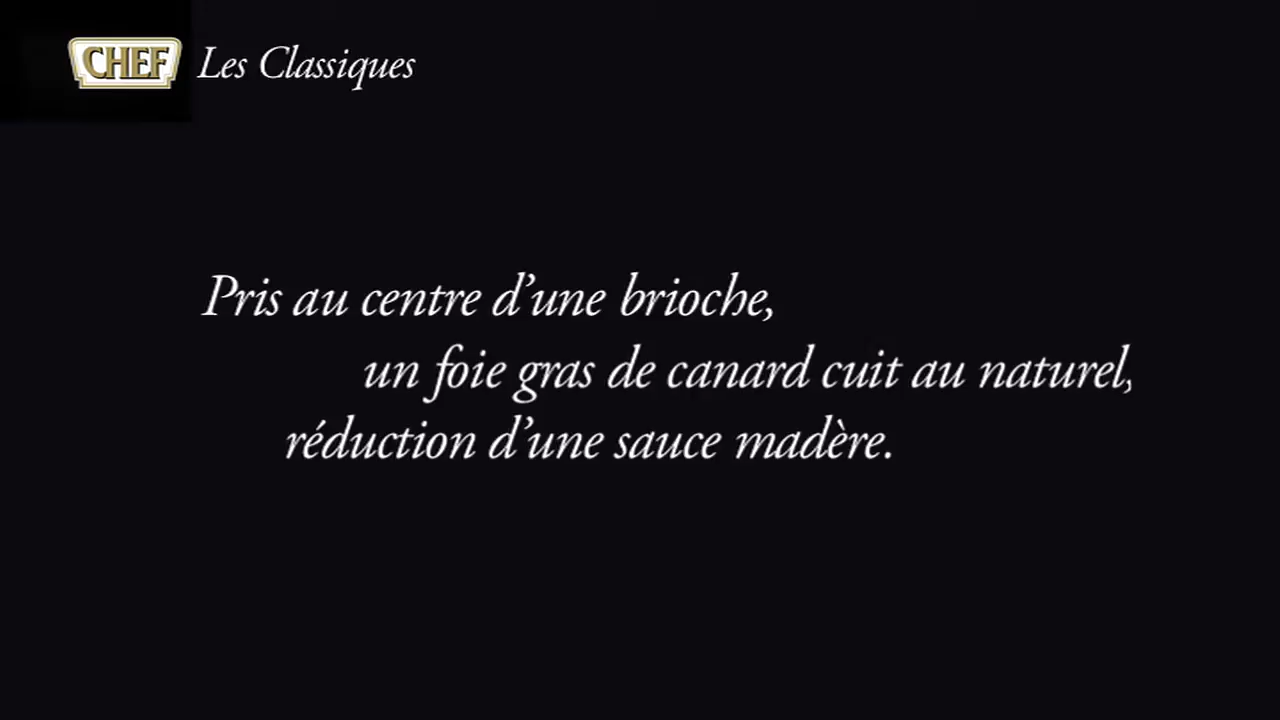 CHEF Les Classiques
Pris au centre d’une brioche,
un foie gras de canard cuit au naturel,
réduction d’une sauce madère.